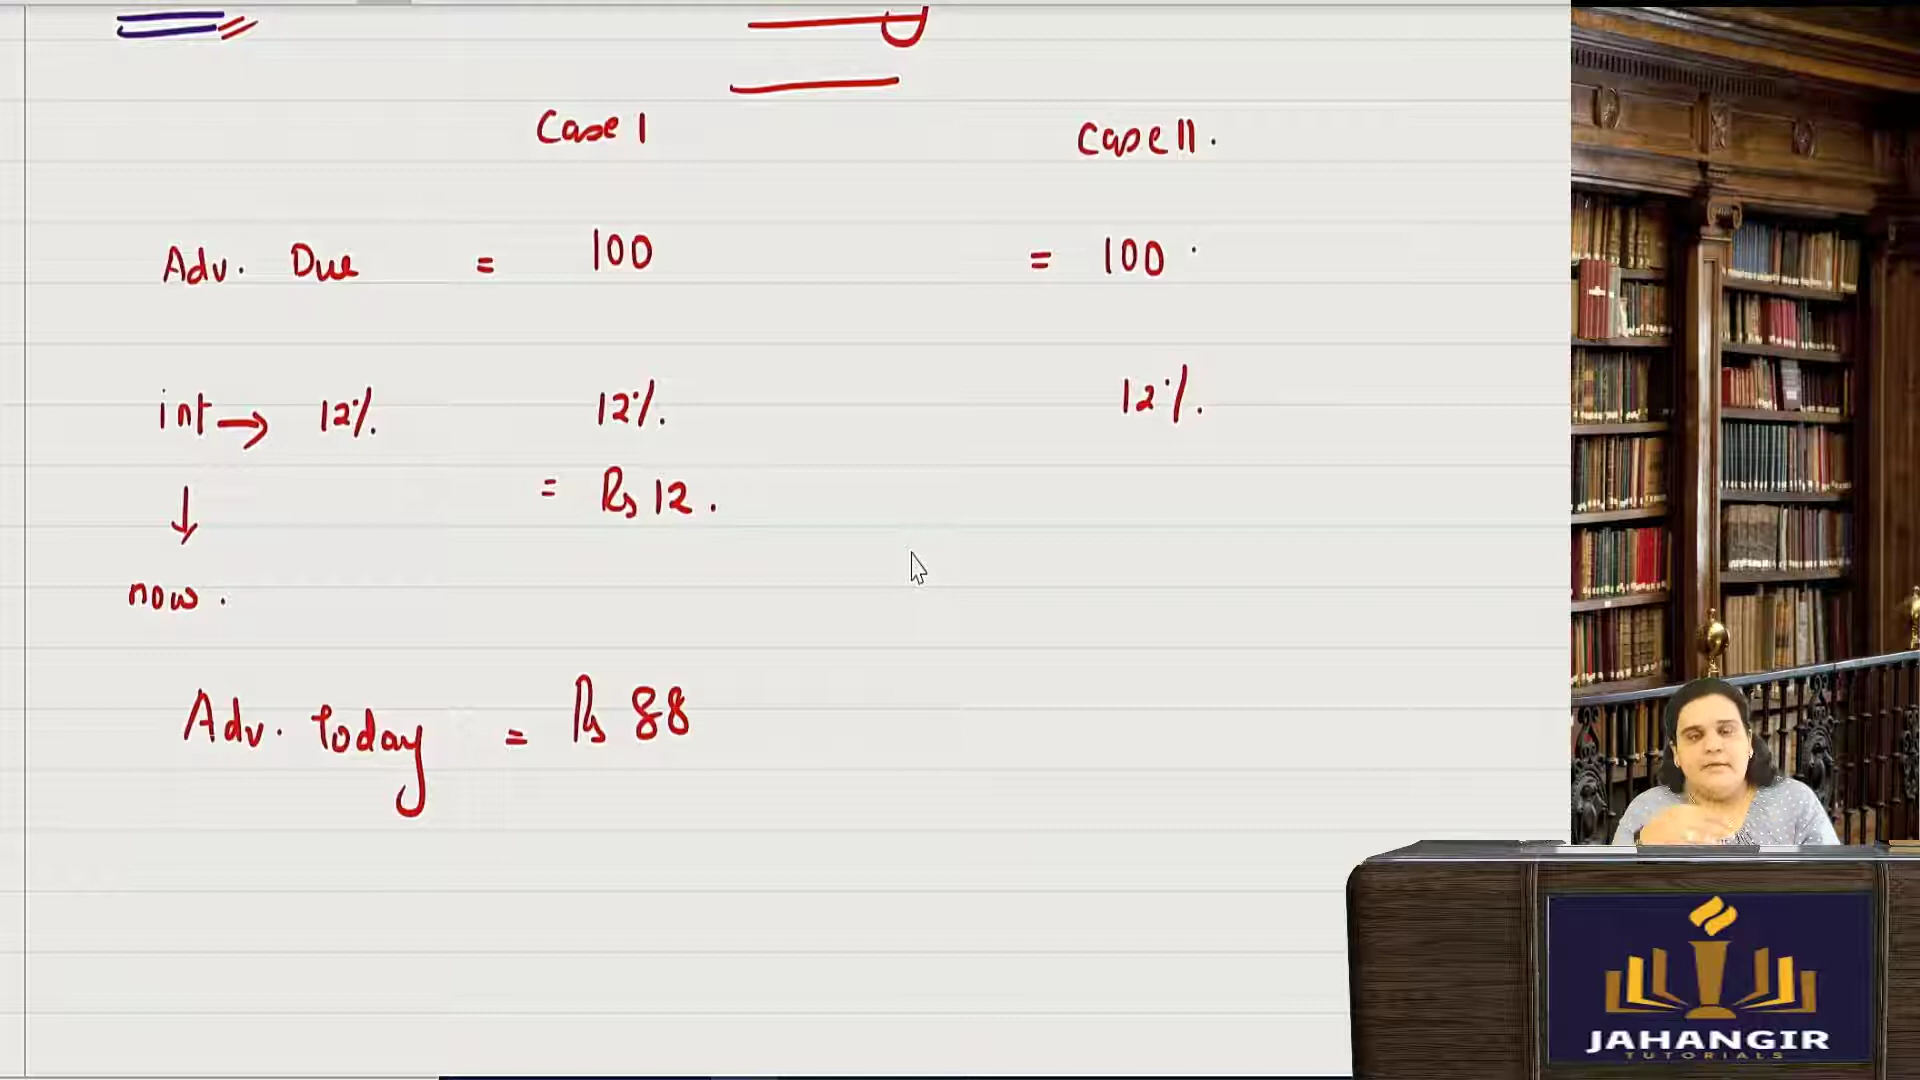 Case I Case II.
Adv. Due = 100 = 100.
int → 12% 12% 12%.
= Rs 12.
↓
now.
Adv. Today = Rs 88
JAHANGIR
TUTORIALS